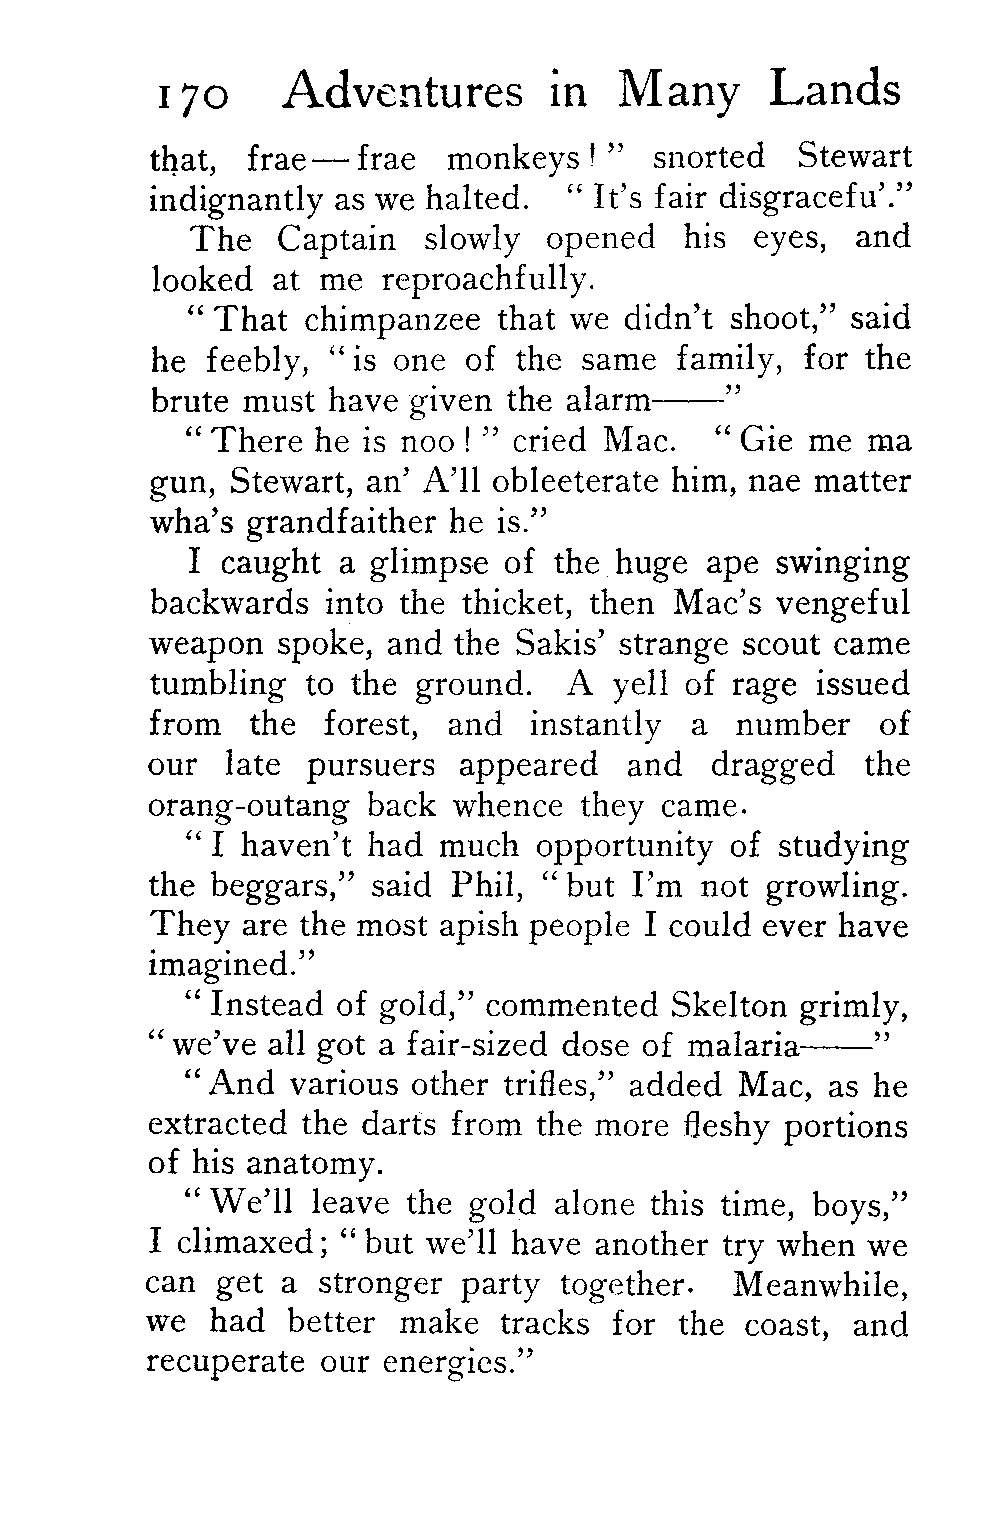 170 Adventures in Many Lands
that, frae—frae monkeys!" snorted Stewart
indignantly as we halted. "It's fair disgracefu'."
The Captain slowly opened his eyes, and
looked at me reproachfully.
"That chimpanzee that we didn't shoot," said
he feebly, "is one of the same family, for the
brute must have given the alarm——"
"There he is noo!" cried Mac. "Gie me ma
gun, Stewart, an' A'll obleeterate him, nae matter
wha's grandfaither he is."
I caught a glimpse of the huge ape swinging
backwards into the thicket, then Mac's vengeful
weapon spoke, and the Sakis' strange scout came
tumbling to the ground. A yell of rage issued
from the forest, and instantly a number of
our late pursuers appeared and dragged the
orang-outang back whence they came.
"I haven't had much opportunity of studying
the beggars," said Phil, "but I'm not growling.
They are the most apish people I could ever have
imagined."
"Instead of gold," commented Skelton grimly,
"we've all got a fair-sized dose of malaria——"
"And various other trifles," added Mac, as he
extracted the darts from the more fleshy portions
of his anatomy.
"We'll leave the gold alone this time, boys,"
I climaxed; "but we'll have another try when we
can get a stronger party together. Meanwhile,
we had better make tracks for the coast, and
recuperate our energies."